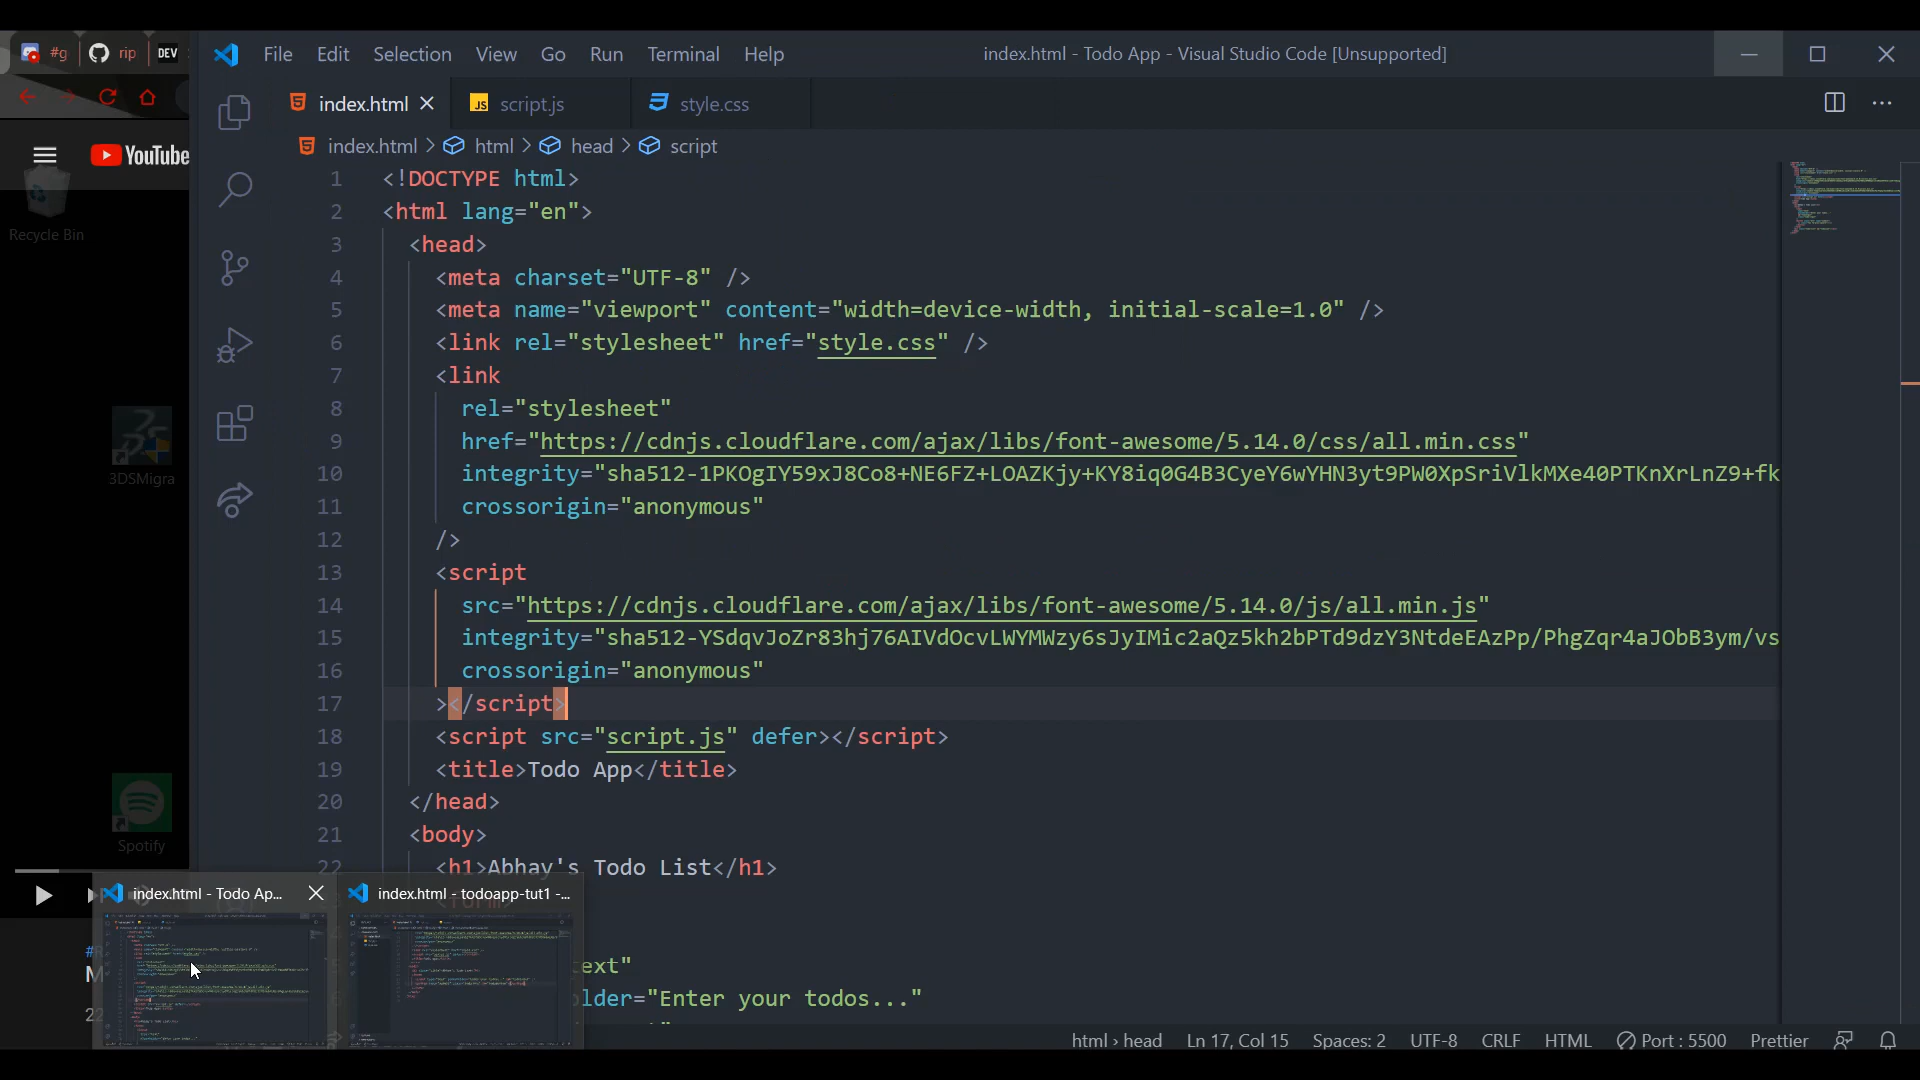 #g
rip
DEV
File Edit Selection View Go Run Terminal Help
index.html - Todo App - Visual Studio Code [Unsupported]
index.html
JS script.js
style.css
index.html > html > head > script
YouTube
Recycle Bin
3DSMigra
Spotify
1 <!DOCTYPE html>
2 <html lang="en">
3 <head>
4 <meta charset="UTF-8" />
5 <meta name="viewport" content="width=device-width, initial-scale=1.0" />
6 <link rel="stylesheet" href="style.css" />
7 <link
8 rel="stylesheet"
9 href="https://cdnjs.cloudflare.com/ajax/libs/font-awesome/5.14.0/css/all.min.css"
10 integrity="sha512-1PKOgIY59xJ8Co8+NE6FZ+LOAZKjy+KY8iq0G4B3CyeY6wYHN3yt9PW0XpSriVlkMXe40PTKnXrLnZ9+fk
11 crossorigin="anonymous"
12 />
13 <script
14 src="https://cdnjs.cloudflare.com/ajax/libs/font-awesome/5.14.0/js/all.min.js"
15 integrity="sha512-YSdqvJoZr83hj76AIVdOcvLWYMWzy6sJyIMic2aQz5kh2bPTd9dzY3NtdeEAzPp/PhgZqr4aJObB3ym/vs
16 crossorigin="anonymous"
17 ></script>
18 <script src="script.js" defer></script>
19 <title>Todo App</title>
20 </head>
21 <body>
22 <h1>Abhay's Todo List</h1>
index.html - Todo Ap...
index.html - todoapp-tut1 -...
ext"
lder="Enter your todos..."
html › head
Ln 17, Col 15
Spaces: 2
UTF-8
CRLF
HTML
Port : 5500
Prettier